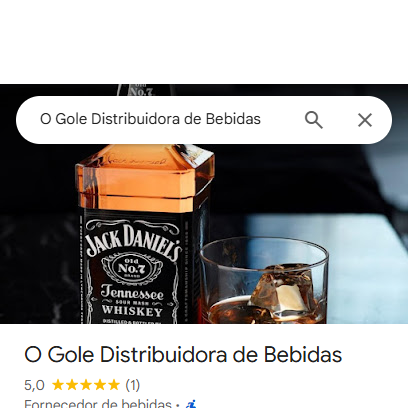 No.7
O Gole Distribuidora de Bebidas
JACK DANIEL'S
Old
No.7
BRAND
Tennessee
SOUR MASH
WHISKEY
DISTILLED & BOTTLED BY
O Gole Distribuidora de Bebidas
5,0 ★★★★★ (1)
Fornecedor de bebidas ·